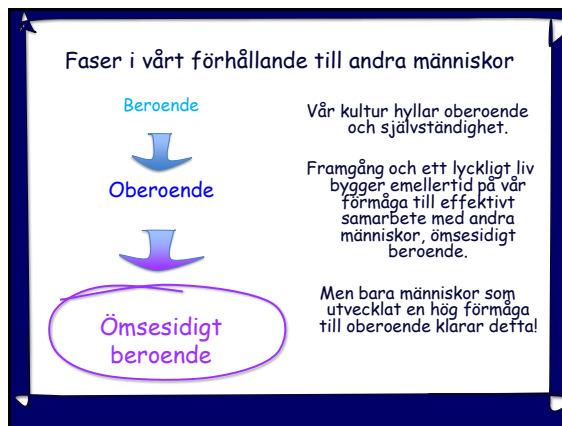 Faser i vårt förhållande till andra människor
Beroende
Oberoende
Ömsesidigt
beroende
Vår kultur hyllar oberoende
och självständighet.
Framgång och ett lyckligt liv
bygger emellertid på vår
förmåga till effektivt
samarbete med andra
människor, ömsesidigt
beroende.
Men bara människor som
utvecklat en hög förmåga
till oberoende klarar detta!